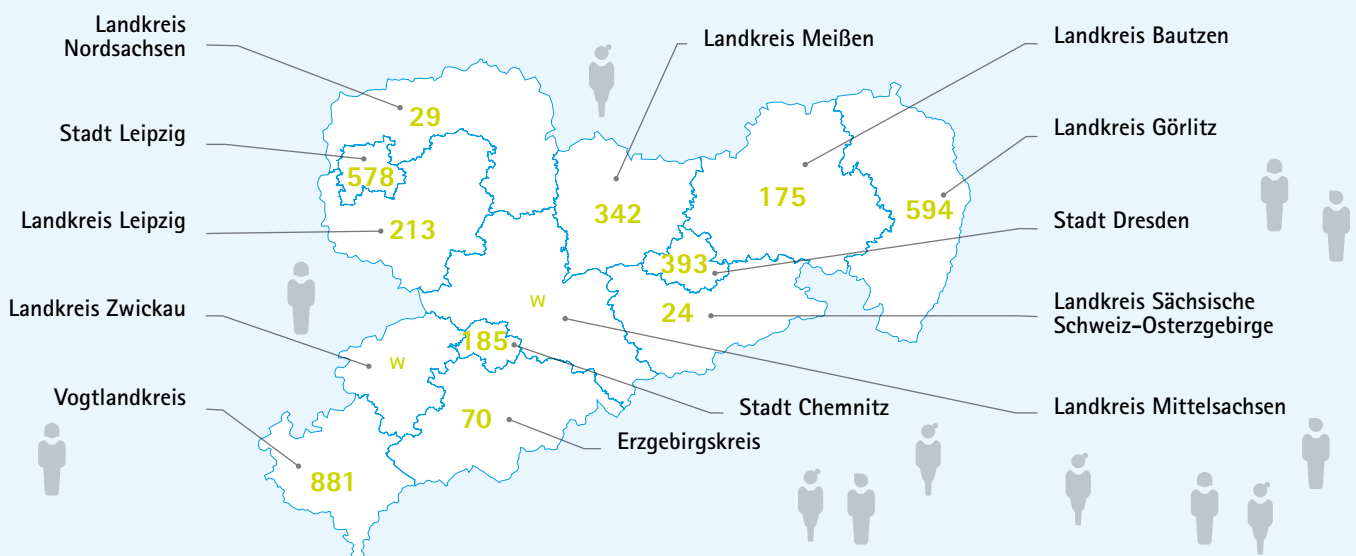 Landkreis
Nordsachsen
Landkreis Meißen
Landkreis Bautzen
29
Stadt Leipzig
Landkreis Görlitz
578
175
594
342
Landkreis Leipzig
213
Stadt Dresden
393
Landkreis Zwickau
w
24
Landkreis Sächsische
Schweiz-Osterzgebirge
185
w
Vogtlandkreis
70
Stadt Chemnitz
Landkreis Mittelsachsen
Erzgebirgskreis
881